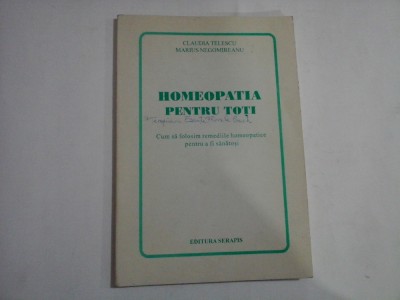 CLAUDIA TELESCU
MARIUS NEGOMIREANU
HOMEOPATIA
PENTRU TOȚI
Cum să folosim remediile homeopatice
pentru a fi sănătoși
EDITURA SERAPIS